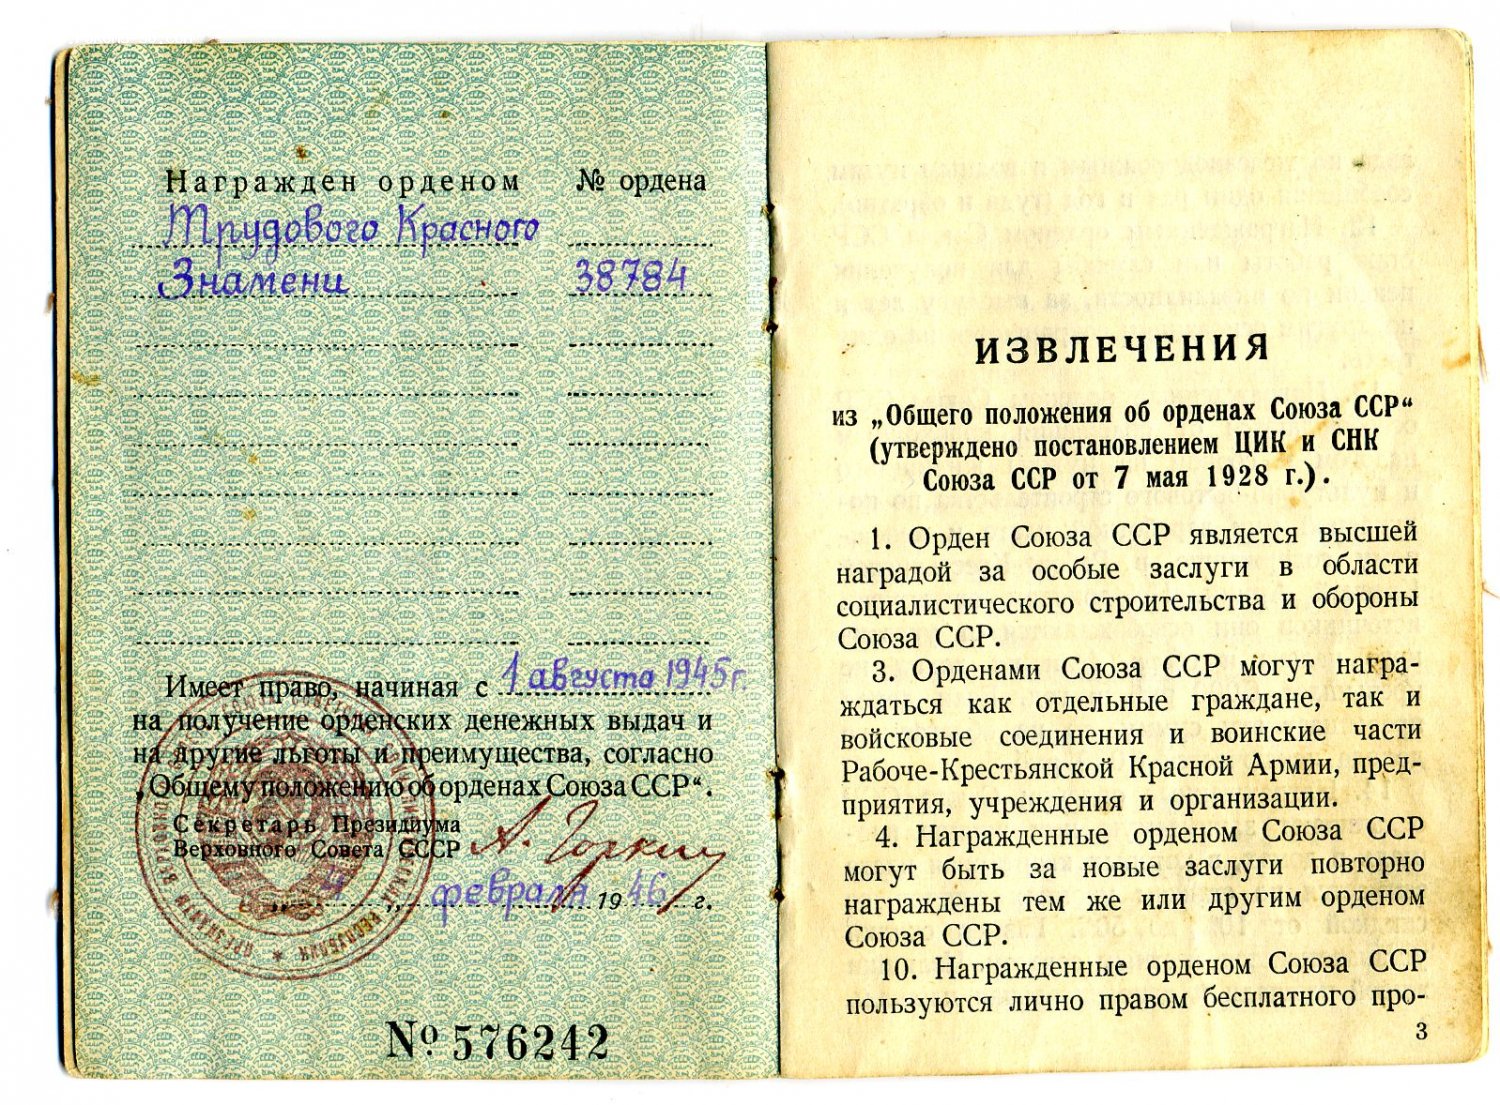 Награжден орденом № ордена
Трудового Красного
Знамени 38784
Имеет право, начиная с 1 августа 1945 г.
на получение орденских денежных выдач и
на другие льготы и преимущества, согласно
„Общему положению об орденах Союза ССР“.
Секретарь Президиума
Верховного Совета СССР А. Горкин
„ 4 „ февраля 1946 г.
№ 576242
ИЗВЛЕЧЕНИЯ
из „Общего положения об орденах Союза ССР“
(утверждено постановлением ЦИК и СНК
Союза ССР от 7 мая 1928 г.).
1. Орден Союза ССР является высшей
наградой за особые заслуги в области
социалистического строительства и обороны
Союза ССР.
3. Орденами Союза ССР могут награ-
ждаться как отдельные граждане, так и
войсковые соединения и воинские части
Рабоче-Крестьянской Красной Армии, пред-
приятия, учреждения и организации.
4. Награжденные орденом Союза ССР
могут быть за новые заслуги повторно
награждены тем же или другим орденом
Союза ССР.
10. Награжденные орденом Союза ССР
пользуются лично правом бесплатного про-
3